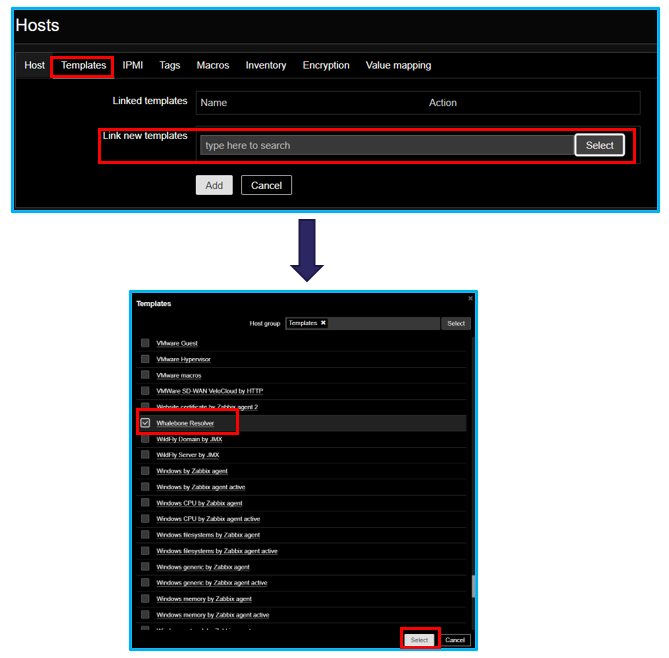 Hosts
Host Templates IPMI Tags Macros Inventory Encryption Value mapping
Linked templates Name Action
Link new templates type here to search Select
Add Cancel
Templates
Host group Templates Select
VMware Guest
VMware Hypervisor
VMware macros
VMWare SD-WAN VeloCloud by HTTP
Website certificate by Zabbix agent 2
Whalebone Resolver
WildFly Domain by JMX
WildFly Server by JMX
Windows by Zabbix agent
Windows by Zabbix agent active
Windows CPU by Zabbix agent
Windows CPU by Zabbix agent active
Windows filesystems by Zabbix agent
Windows filesystems by Zabbix agent active
Windows generic by Zabbix agent
Windows generic by Zabbix agent active
Windows memory by Zabbix agent
Windows memory by Zabbix agent active
Select Cancel